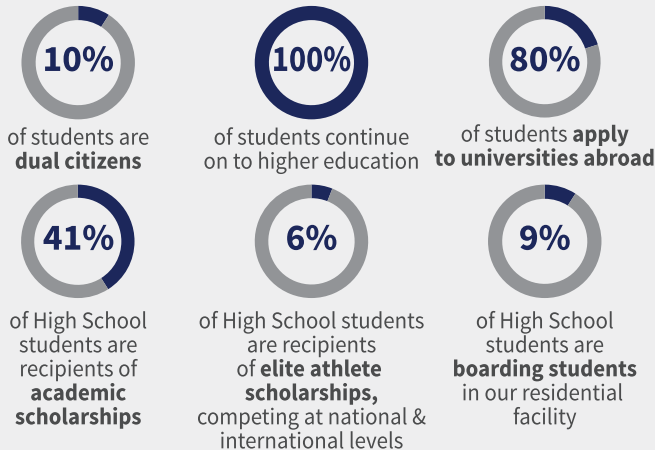 10%
of students are
dual citizens
100%
of students continue
on to higher education
80%
of students apply
to universities abroad
41%
of High School
students are
recipients of
academic
scholarships
6%
of High School students
are recipients
of elite athlete
scholarships,
competing at national &
international levels
9%
of High School
students are
boarding students
in our residential
facility